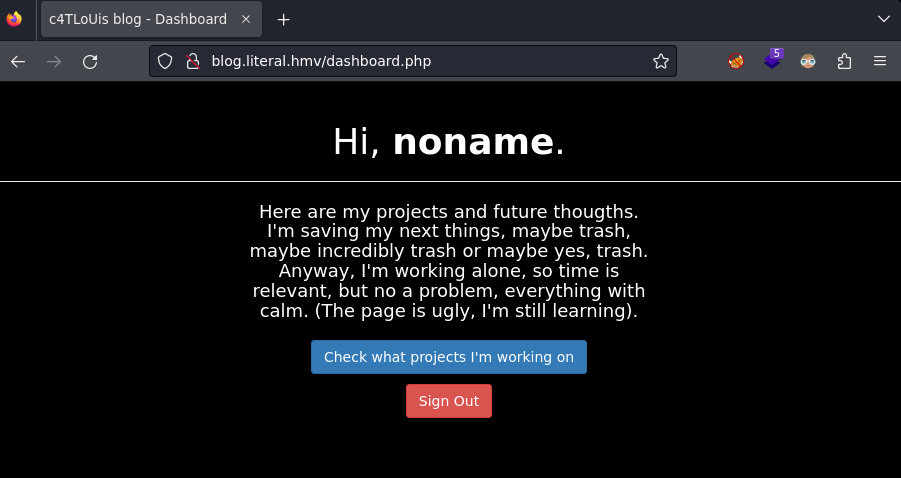 c4TLoUis blog - Dashboard
blog.literal.hmv/dashboard.php
5
Hi, noname.
Here are my projects and future thougths.
I'm saving my next things, maybe trash,
maybe incredibly trash or maybe yes, trash.
Anyway, I'm working alone, so time is
relevant, but no a problem, everything with
calm. (The page is ugly, I'm still learning).
Check what projects I'm working on
Sign Out